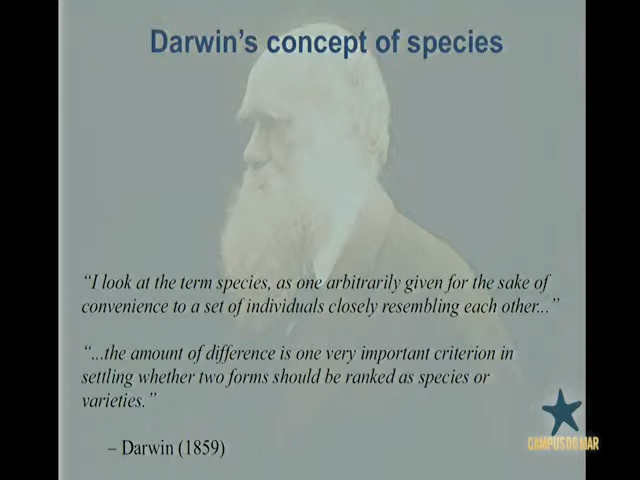 Darwin's concept of species
“I look at the term species, as one arbitrarily given for the sake of
convenience to a set of individuals closely resembling each other...”
“...the amount of difference is one very important criterion in
settling whether two forms should be ranked as species or
varieties.”
– Darwin (1859)
CAMPUS DO MAR